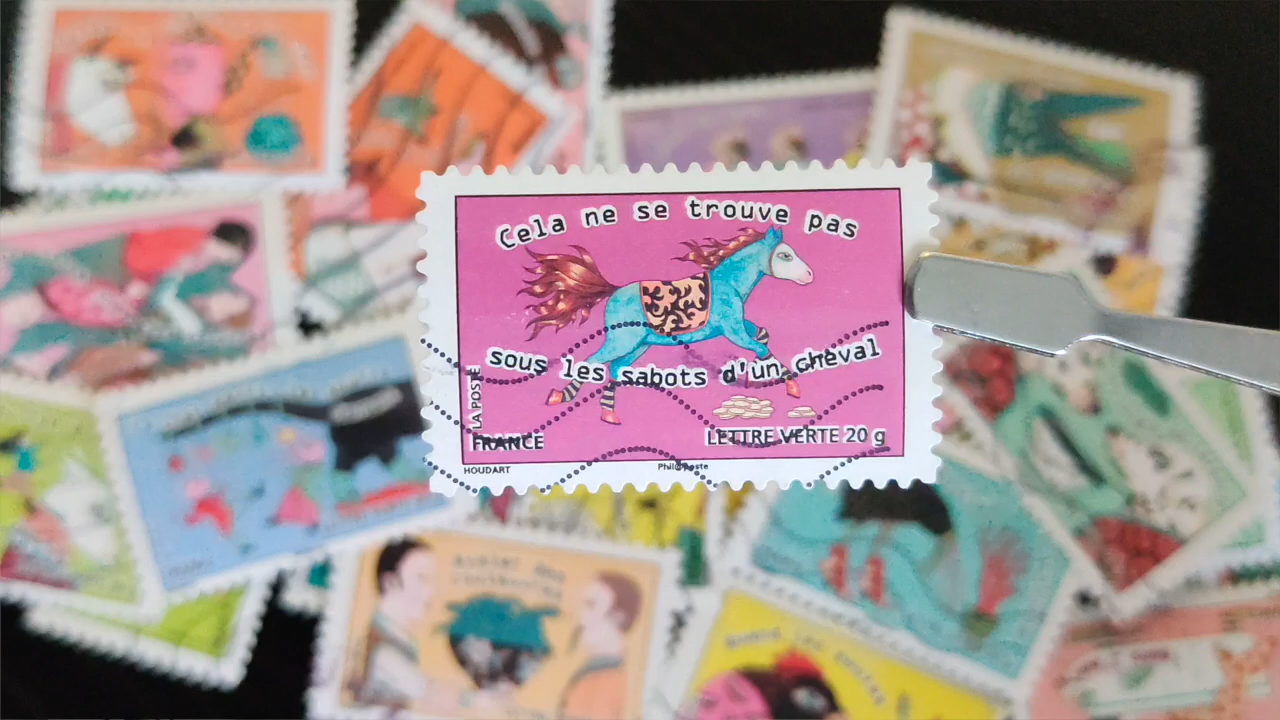 Cela ne se trouve pas
sous les sabots d'un cheval
LA POSTE
FRANCE
LETTRE VERTE 20 g
HOUDART
Phil@poste